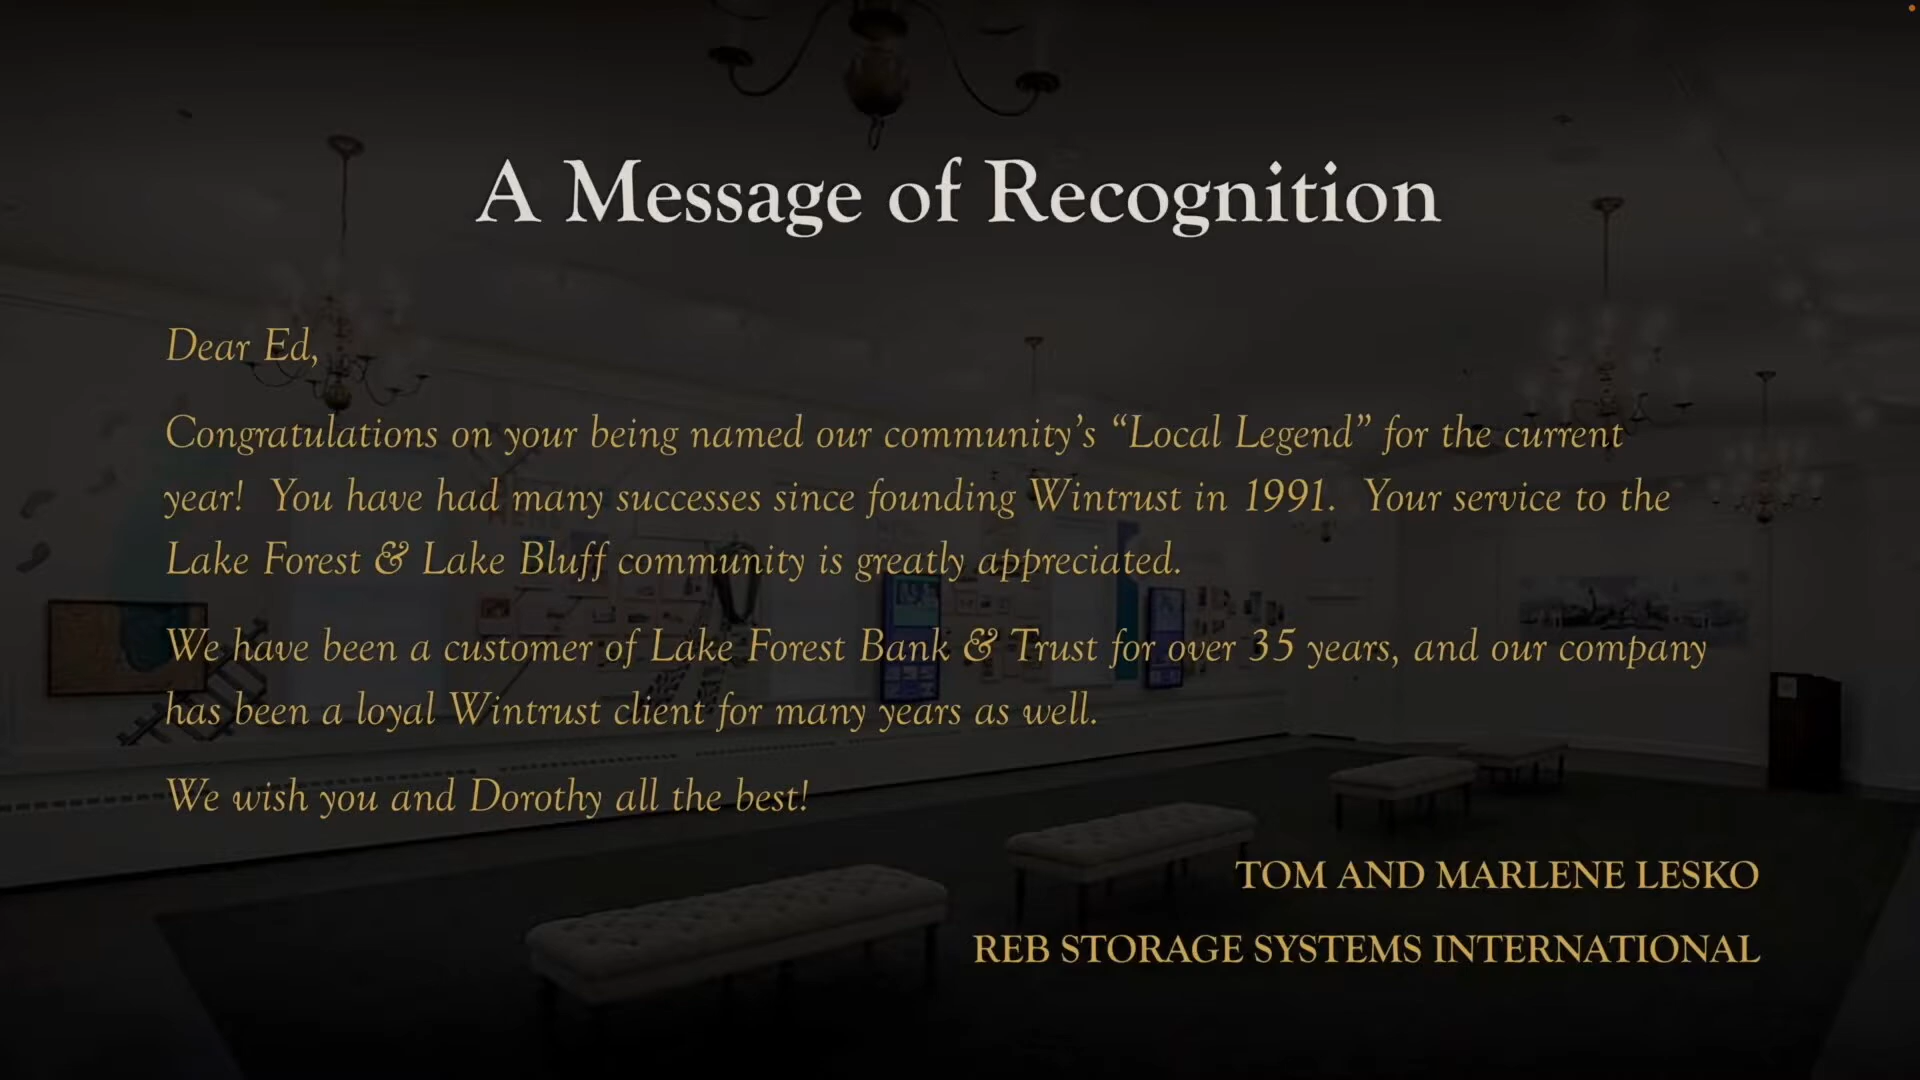 A Message of Recognition
Dear Ed,
Congratulations on your being named our community’s “Local Legend” for the current
year!  You have had many successes since founding Wintrust in 1991.  Your service to the
Lake Forest & Lake Bluff community is greatly appreciated.
We have been a customer of Lake Forest Bank & Trust for over 35 years, and our company
has been a loyal Wintrust client for many years as well.
We wish you and Dorothy all the best!
TOM AND MARLENE LESKO
REB STORAGE SYSTEMS INTERNATIONAL